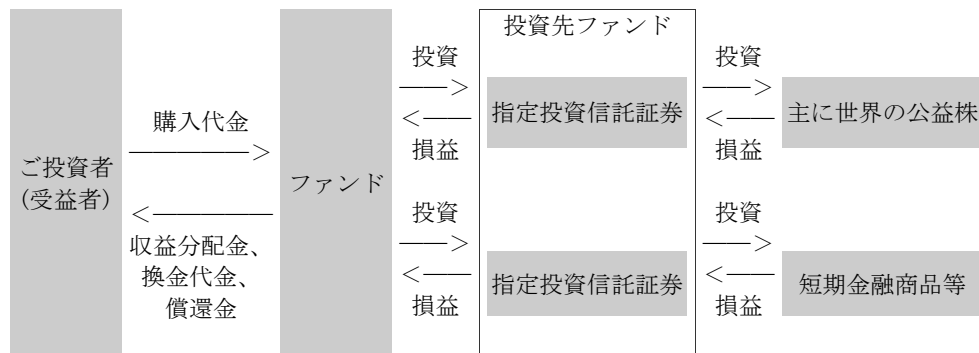 投資先ファンド
投資
――>
<――
損益
指定投資信託証券
投資
――>
<――
損益
主に世界の公益株
購入代金
―――――>
ご投資者
(受益者)
<―――――
収益分配金、
換金代金、
償還金
ファンド
投資
――>
<――
損益
指定投資信託証券
投資
――>
<――
損益
短期金融商品等